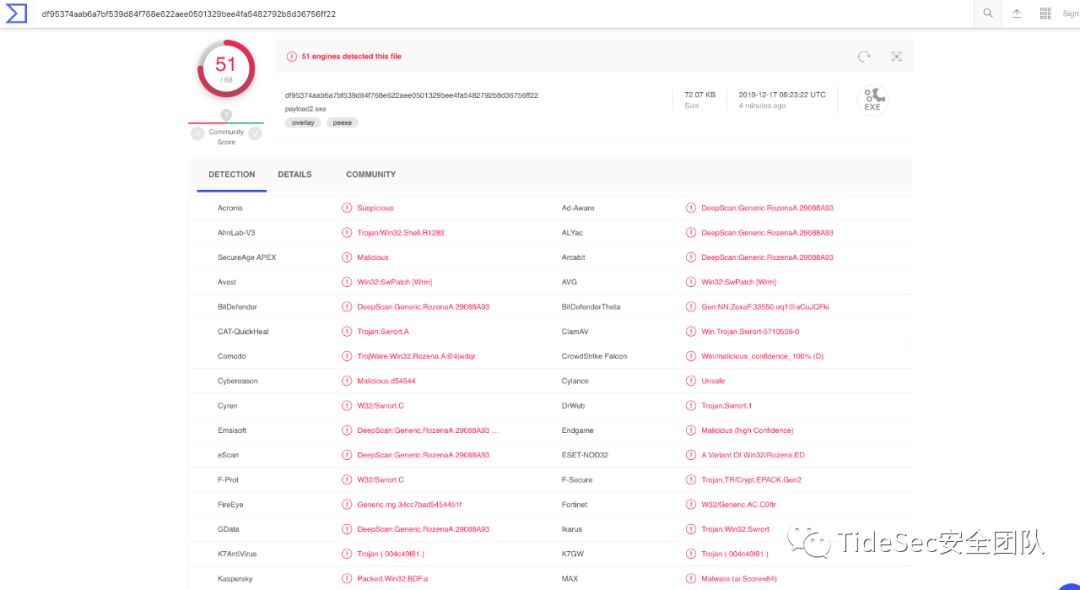 df95374aab6a7bf539d84f768e622aee0501329bee4fa5482792b8d36756ff22
Sign
51
/ 68
Community
Score
51 engines detected this file
df95374aab6a7bf539d84f768e622aee0501329bee4fa5482792b8d36756ff22
payload2.exe
overlay peexe
72.07 KB
Size
2019-12-17 06:23:22 UTC
4 minutes ago
EXE
DETECTION DETAILS COMMUNITY
Acronis Suspicious Ad-Aware DeepScan:Generic.RozenaA.29088A93
AhnLab-V3 Trojan/Win32.Shell.R1283 ALYac DeepScan:Generic.RozenaA.29088A93
SecureAge APEX Malicious Arcabit DeepScan:Generic.RozenaA.29088A93
Avast Win32:SwPatch [Wrm] AVG Win32:SwPatch [Wrm]
BitDefender DeepScan:Generic.RozenaA.29088A93 BitDefenderTheta Gen:NN.ZexaF.33550.eq1@aCuJQFki
CAT-QuickHeal Trojan.Swrort.A ClamAV Win.Trojan.Swrort-5710536-0
Comodo TrojWare.Win32.Rozena.A@4jwdqr CrowdStrike Falcon Win/malicious_confidence_100% (D)
Cybereason Malicious.d54544 Cylance Unsafe
Cyren W32/Swrort.C DrWeb Trojan.Swrort.1
Emsisoft DeepScan:Generic.RozenaA.29088A93 ... Endgame Malicious (high Confidence)
eScan DeepScan:Generic.RozenaA.29088A93 ESET-NOD32 A Variant Of Win32/Rozena.ED
F-Prot W32/Swrort.C F-Secure Trojan.TR/Crypt.EPACK.Gen2
FireEye Generic.mg.34cc7bad5454451f Fortinet W32/Generic.AC.C0ftr
GData DeepScan:Generic.RozenaA.29088A93 Ikarus Trojan.Win32.Swrort
K7AntiVirus Trojan ( 004c49f81 ) K7GW Trojan ( 004c49f81 )
Kaspersky Packed.Win32.BDF.a MAX Malware (ai Score=84)
TideSec安全团队